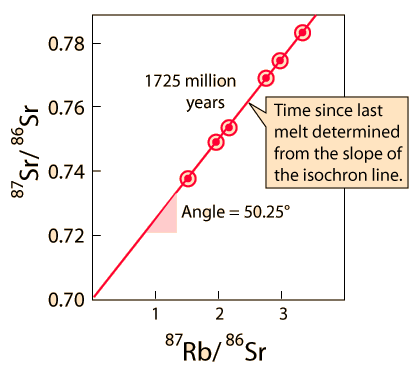 0.78
0.76
0.74
0.72
0.70
⁸⁷Sr/ ⁸⁶Sr
1725 million
years
Time since last
melt determined
from the slope of
the isochron line.
Angle = 50.25°
1 2 3
⁸⁷Rb/ ⁸⁶Sr